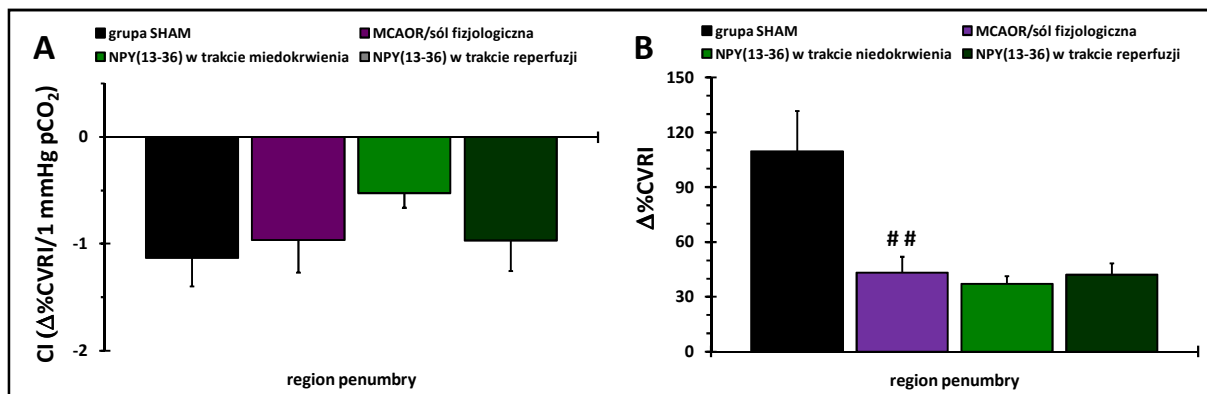 A
grupa SHAM
MCAOR/sól fizjologiczna
NPY(13-36) w trakcie miedokrwienia
NPY(13-36) w trakcie reperfuzji
CI (Δ%CVRI/1 mmHg pCO₂)
0
-1
-2
region penumbry
B
grupa SHAM
MCAOR/sól fizjologiczna
NPY(13-36) w trakcie niedokrwienia
NPY(13-36) w trakcie reperfuzji
Δ%CVRI
150
120
90
60
30
0
# #
region penumbry